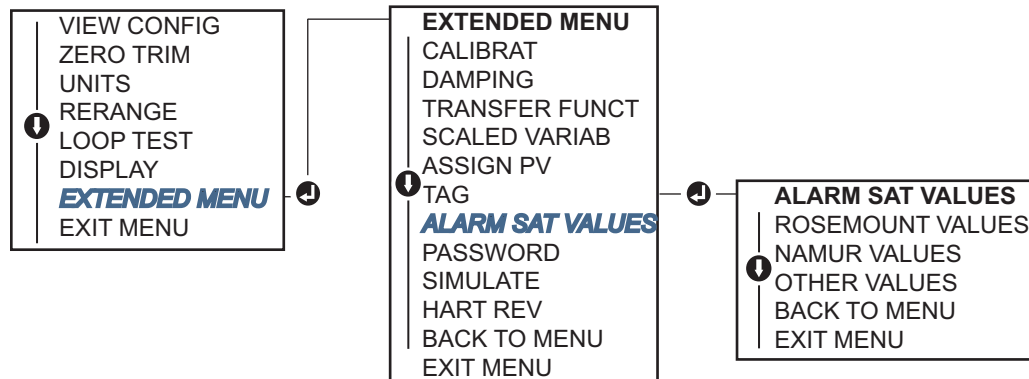 VIEW CONFIG
ZERO TRIM
UNITS
RERANGE
LOOP TEST
DISPLAY
EXTENDED MENU
EXIT MENU
EXTENDED MENU
CALIBRAT
DAMPING
TRANSFER FUNCT
SCALED VARIAB
ASSIGN PV
TAG
ALARM SAT VALUES
PASSWORD
SIMULATE
HART REV
BACK TO MENU
EXIT MENU
ALARM SAT VALUES
ROSEMOUNT VALUES
NAMUR VALUES
OTHER VALUES
BACK TO MENU
EXIT MENU